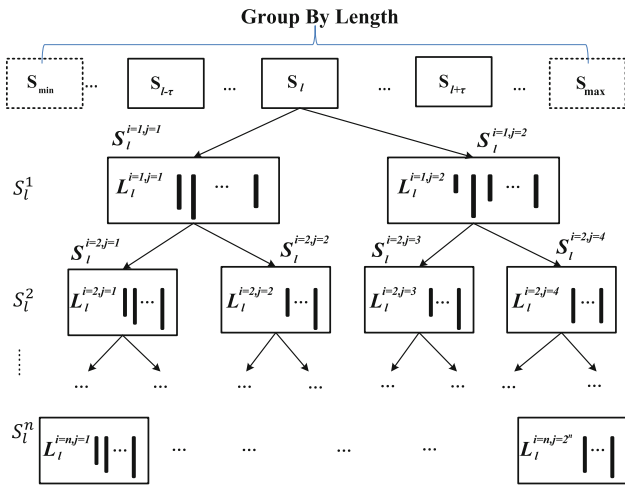 Group By Length
S_min ... S_{l-τ} ... S_l ... S_{l+τ} ... S_max
S_l^{i=1,j=1} S_l^{i=1,j=2}
S_l^1 L_l^{i=1,j=1} ... L_l^{i=1,j=2} ...
S_l^{i=2,j=1} S_l^{i=2,j=2} S_l^{i=2,j=3} S_l^{i=2,j=4}
S_l^2 L_l^{i=2,j=1} ... L_l^{i=2,j=2} ... L_l^{i=2,j=3} ... L_l^{i=2,j=4} ...
......
... ... ... ... ... ... ... ...
S_l^n L_l^{i=n,j=1} ... ... ... ... ... L_l^{i=n,j=2^n} ...